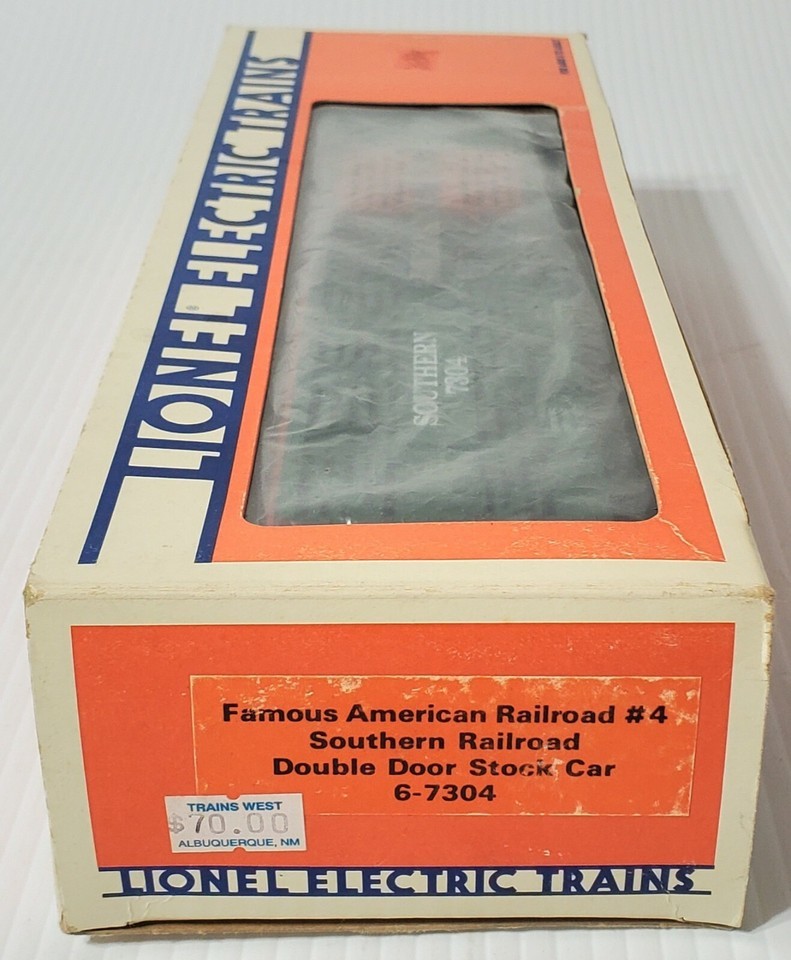 LIONEL ELECTRIC TRAINS
SOUTHERN
7304
Famous American Railroad #4
Southern Railroad
Double Door Stock Car
6-7304
TRAINS WEST
$70.00
ALBUQUERQUE, NM
LIONEL ELECTRIC TRAINS